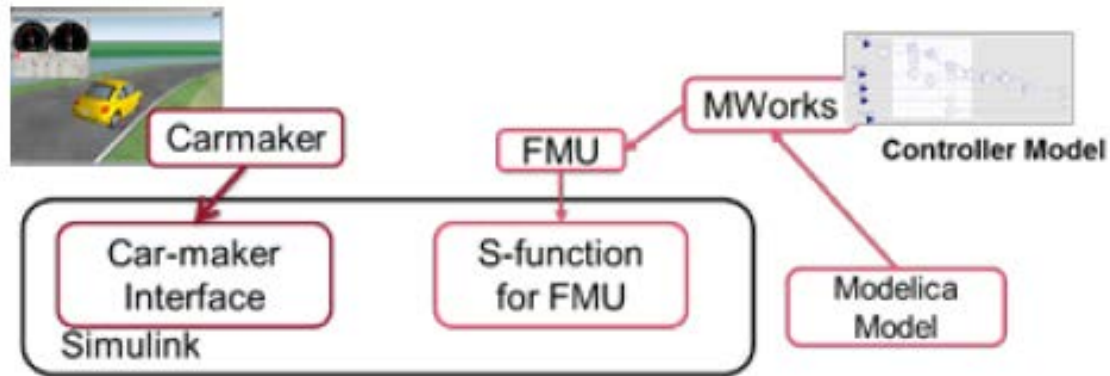 Carmaker
MWorks
Controller Model
FMU
Car-maker
Interface
S-function
for FMU
Modelica
Model
Simulink